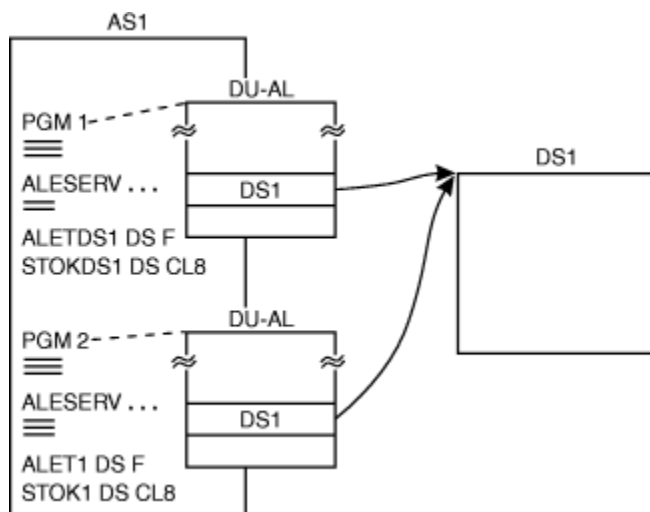 AS1
DU-AL
PGM 1
DS1
ALESERV . . .
DS1
ALETDS1 DS F
STOKDS1 DS CL8
DU-AL
PGM 2
ALESERV . . .
DS1
ALET1 DS F
STOK1 DS CL8